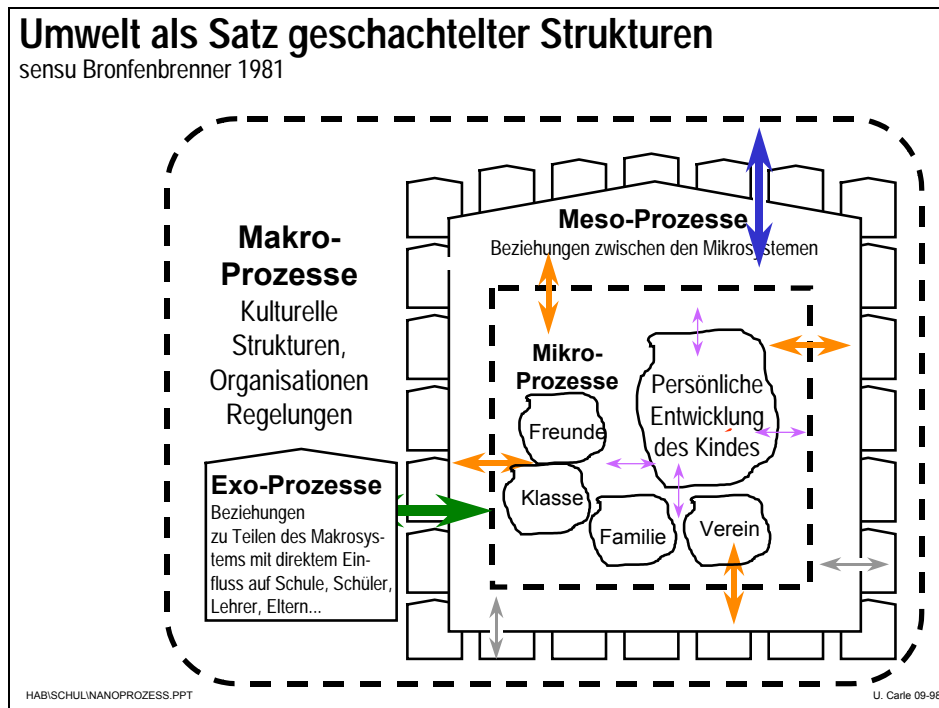 Umwelt als Satz geschachtelter Strukturen
sensu Bronfenbrenner 1981
Makro-
Prozesse
Kulturelle
Strukturen,
Organisationen
Regelungen
Exo-Prozesse
Beziehungen
zu Teilen des Makrosys-
tems mit direktem Ein-
fluss auf Schule, Schüler,
Lehrer, Eltern...
Meso-Prozesse
Beziehungen zwischen den Mikrosystemen
Mikro-
Prozesse
Freunde
Klasse
Familie
Verein
Persönliche
Entwicklung
des Kindes
HAB\SCHUL\NANOPROZESS.PPT
U. Carle 09-98